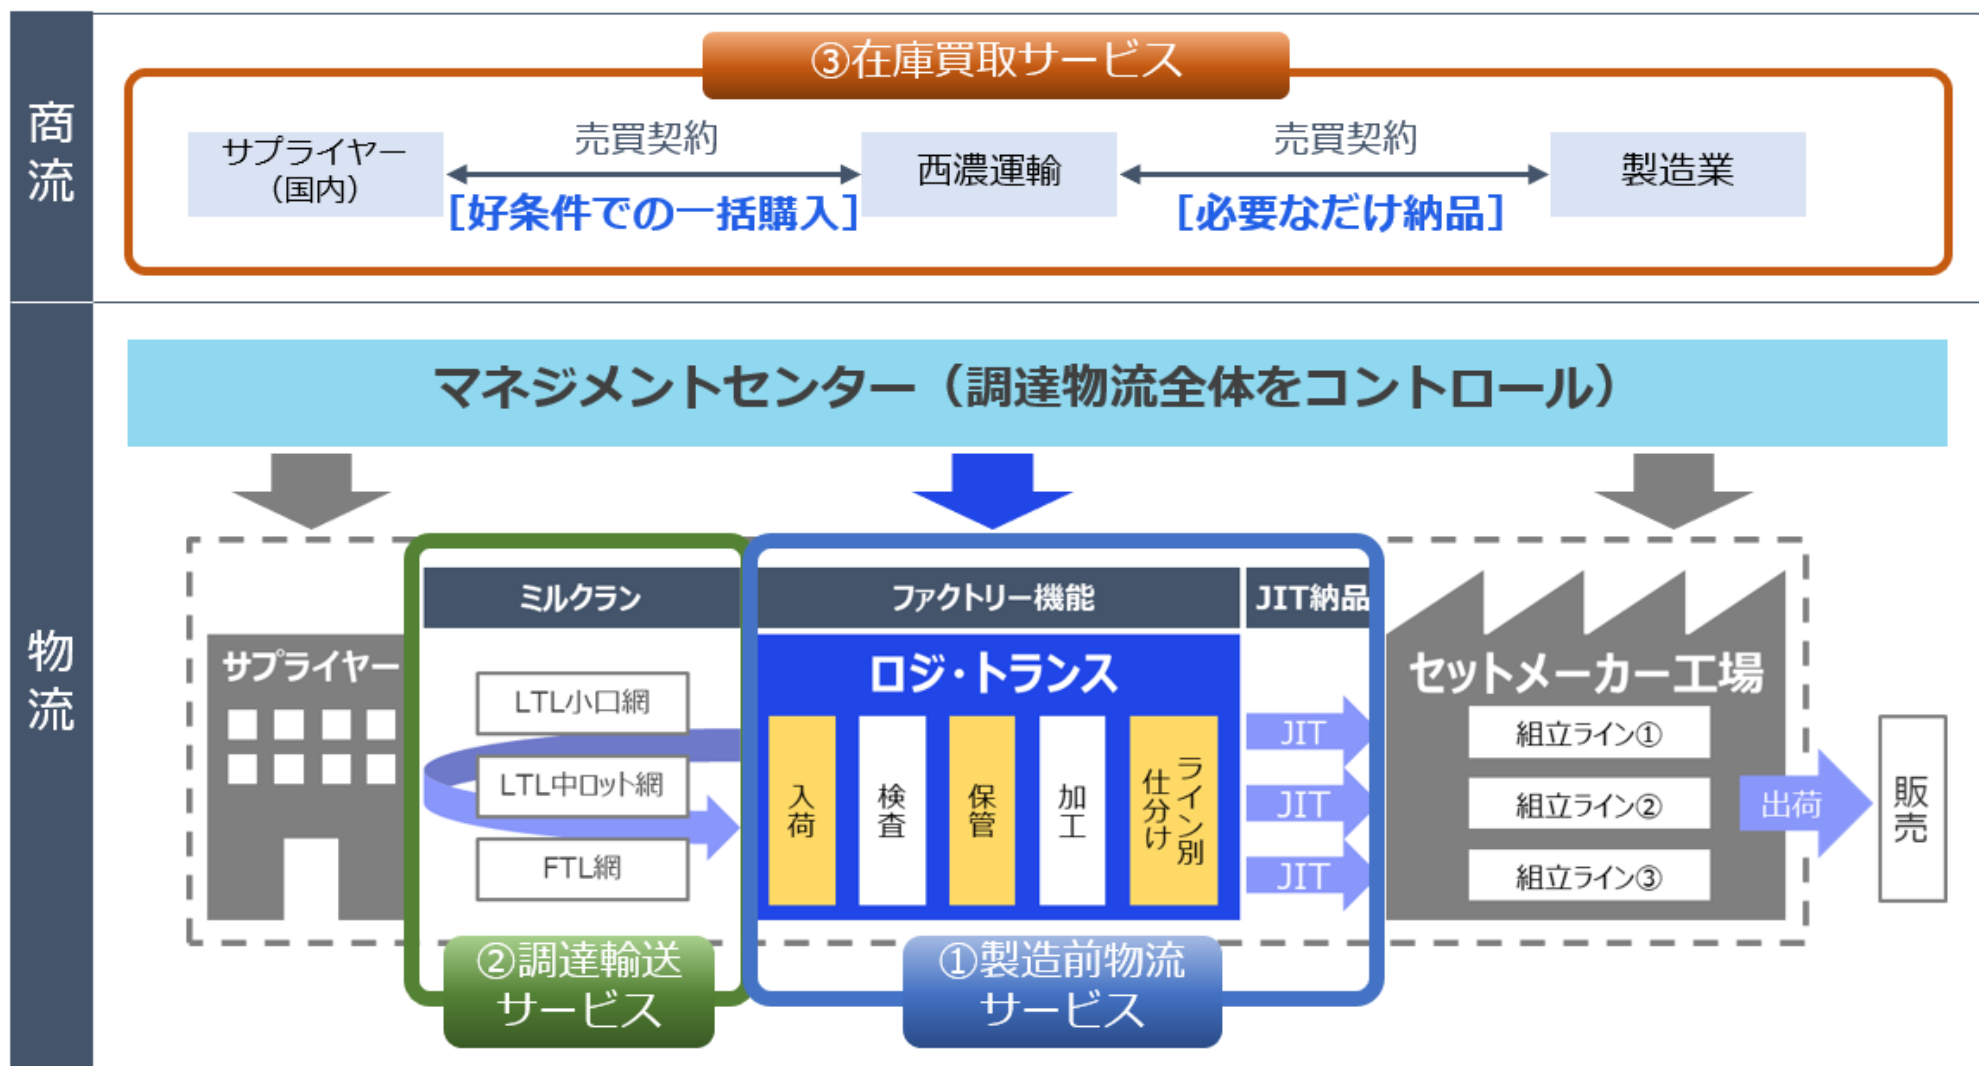 商流
③在庫買取サービス
サプライヤー
（国内）
売買契約
[好条件での一括購入]
西濃運輸
売買契約
[必要なだけ納品]
製造業
物流
マネジメントセンター（調達物流全体をコントロール）
サプライヤー
ミルクラン
LTL小口網
LTL中ロット網
FTL網
②調達輸送
サービス
ファクトリー機能
ロジ・トランス
入荷
検査
保管
加工
ライン別
仕分け
JIT納品
JIT
JIT
JIT
①製造前物流
サービス
セットメーカー工場
組立ライン①
組立ライン②
組立ライン③
出荷
販売